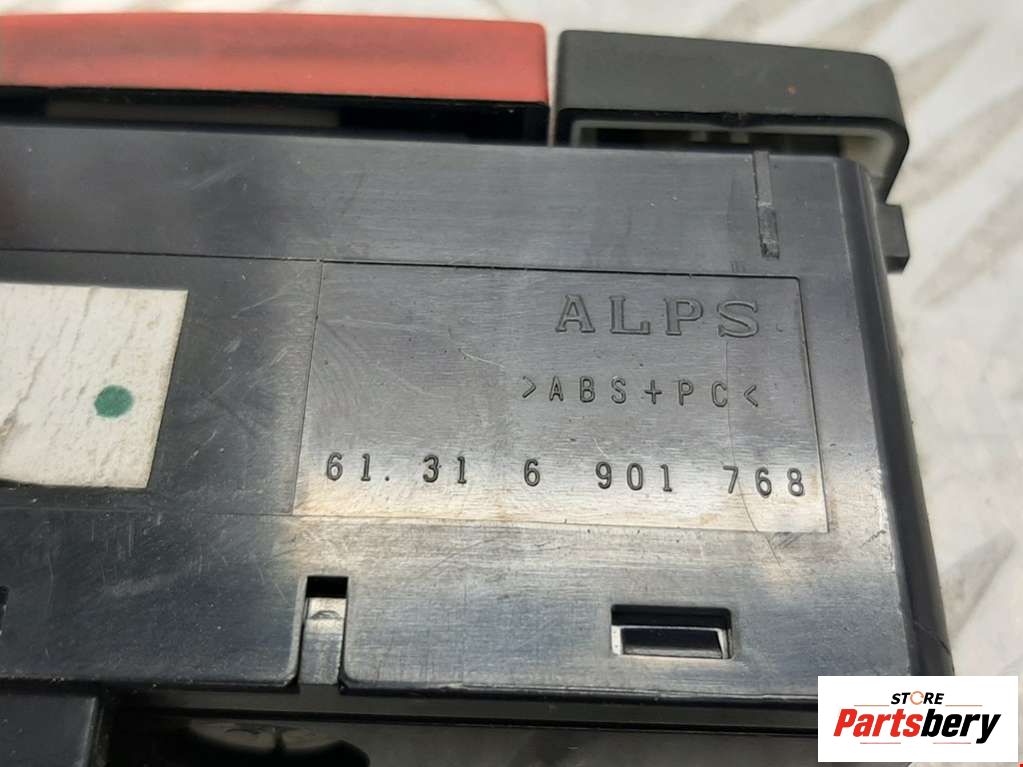 ALPS
>ABS+PC<
61.31 6 901 768
STORE
Partsbery